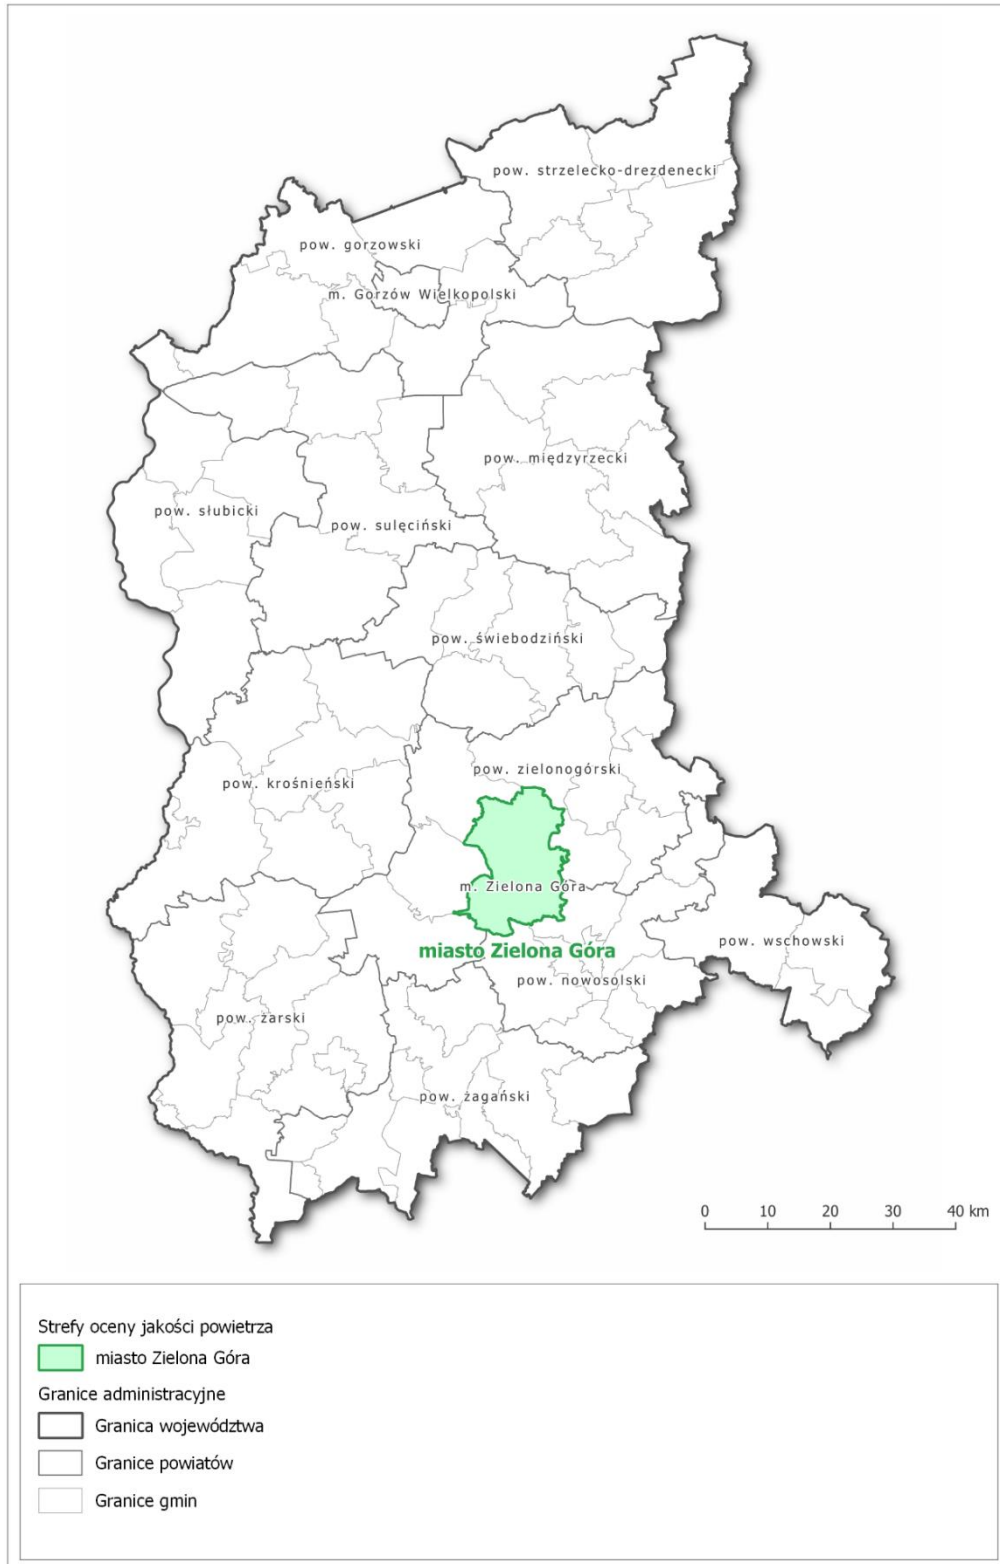 pow. strzelecko-drezdenecki
pow. gorzowski
m. Gorzów Wielkopolski
pow. międzyrzecki
pow. słubicki
pow. sulęciński
pow. świebodziński
pow. zielonogórski
pow. krośnieński
m. Zielona Góra
pow. wschowski
miasto Zielona Góra
pow. nowosolski
pow. żarski
pow. żagański
0 10 20 30 40 km
Strefy oceny jakości powietrza
miasto Zielona Góra
Granice administracyjne
Granica województwa
Granice powiatów
Granice gmin